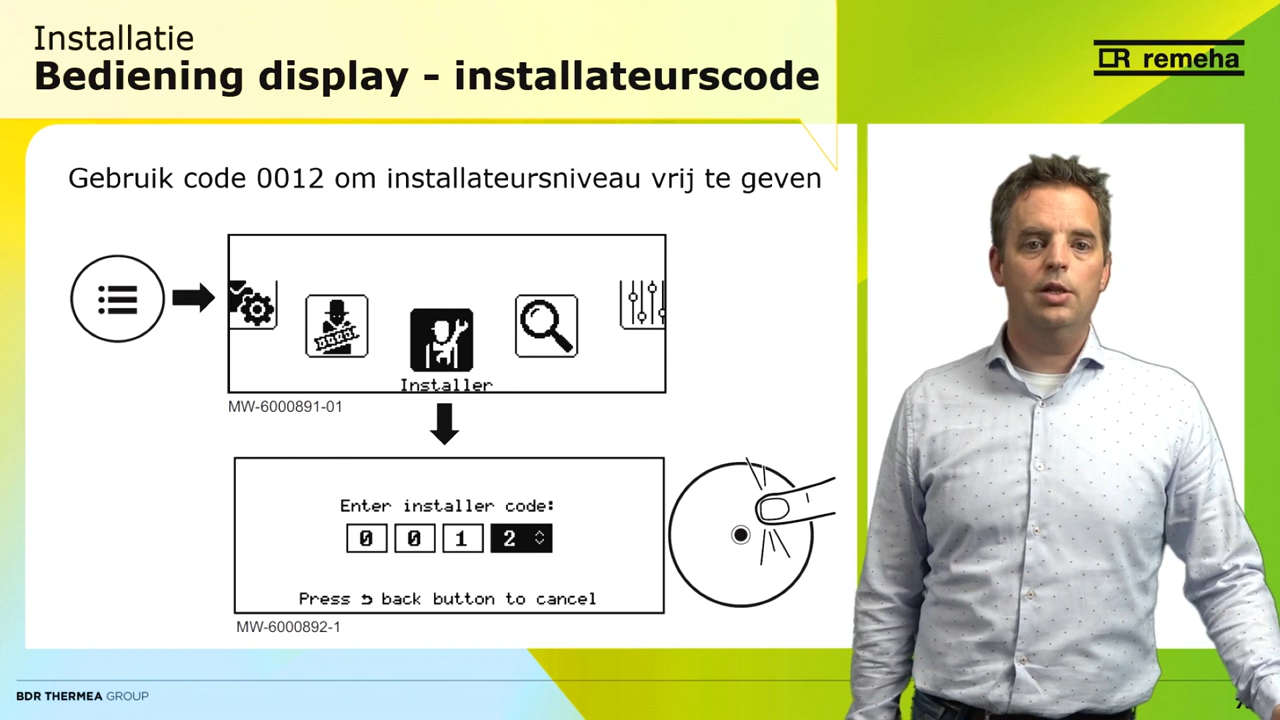 Installatie
Bediening display - installateurscode
remeha
Gebruik code 0012 om installateursniveau vrij te geven
Installer
MW-6000891-01
Enter installer code:
0 0 1 2
Press back button to cancel
MW-6000892-1
BDR THERMEA GROUP